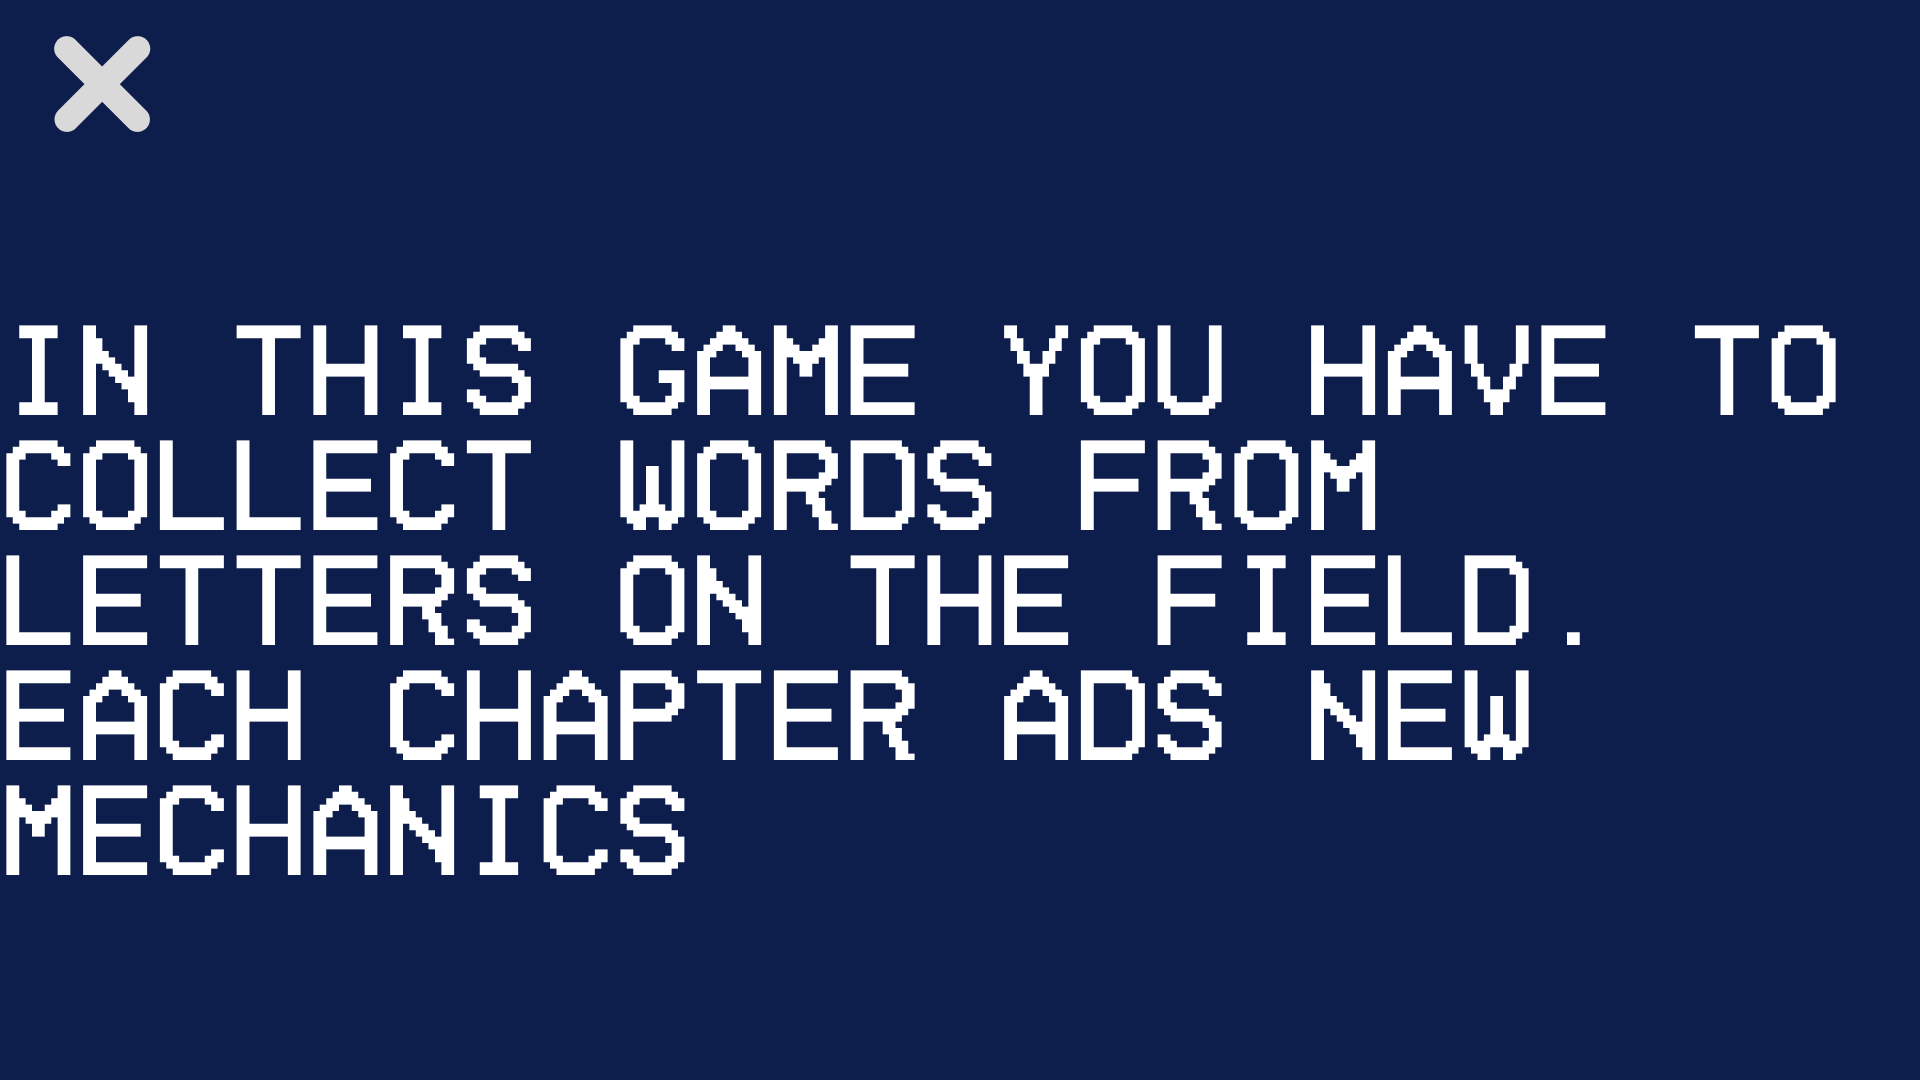 IN THIS GAME YOU HAVE TO
COLLECT WORDS FROM
LETTERS ON THE FIELD.
EACH CHAPTER ADS NEW
MECHANICS